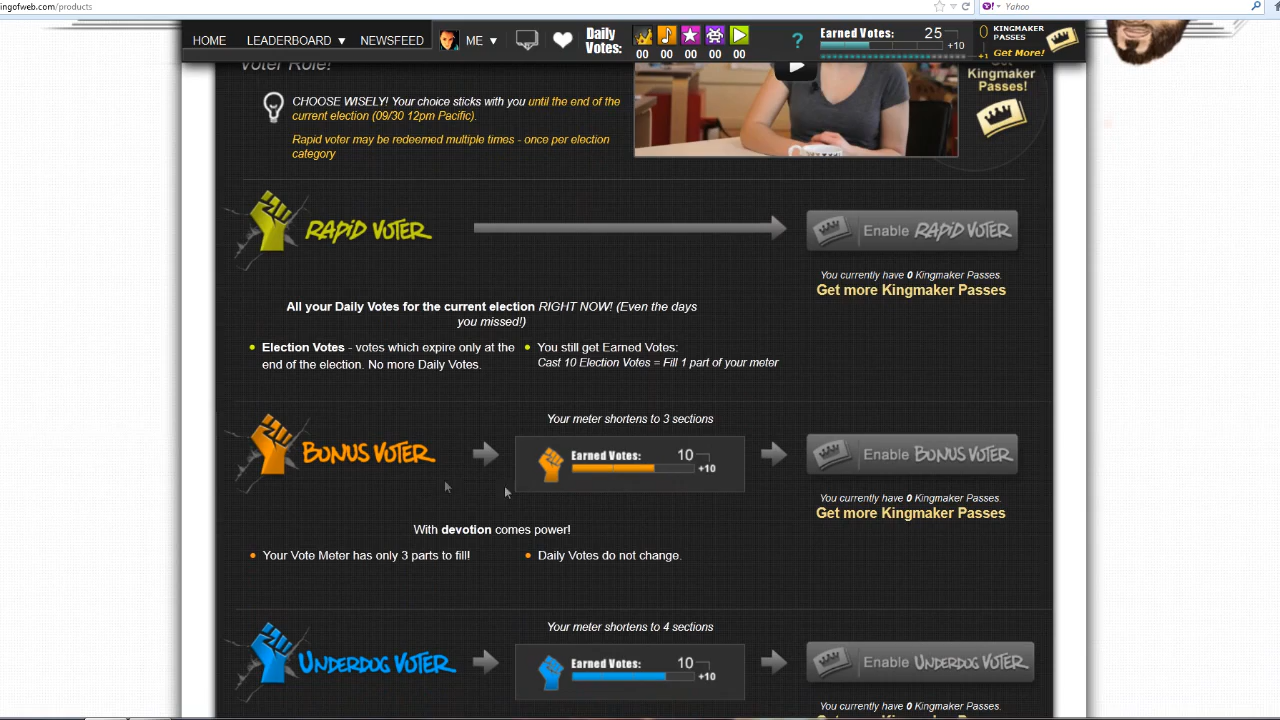 ingofweb.com/products
Yahoo
HOME LEADERBOARD ▼ NEWSFEED ME
Daily Votes:
00 00 00 00 00
?
Earned Votes: 25
+10
0 KINGMAKER PASSES
+1 Get More!
Voter Role!
Get Kingmaker Passes!
CHOOSE WISELY! Your choice sticks with you until the end of the
current election (09/30 12pm Pacific).
Rapid voter may be redeemed multiple times - once per election
category
RAPID VOTER
Enable RAPID VOTER
You currently have 0 Kingmaker Passes.
Get more Kingmaker Passes
All your Daily Votes for the current election RIGHT NOW! (Even the days
you missed!)
• Election Votes - votes which expire only at the
end of the election. No more Daily Votes.
• You still get Earned Votes:
Cast 10 Election Votes = Fill 1 part of your meter
Your meter shortens to 3 sections
BONUS VOTER
Earned Votes: 10
+10
Enable BONUS VOTER
You currently have 0 Kingmaker Passes.
Get more Kingmaker Passes
With devotion comes power!
• Your Vote Meter has only 3 parts to fill!
• Daily Votes do not change.
Your meter shortens to 4 sections
UNDERDOG VOTER
Earned Votes: 10
+10
Enable UNDERDOG VOTER
You currently have 0 Kingmaker Passes.